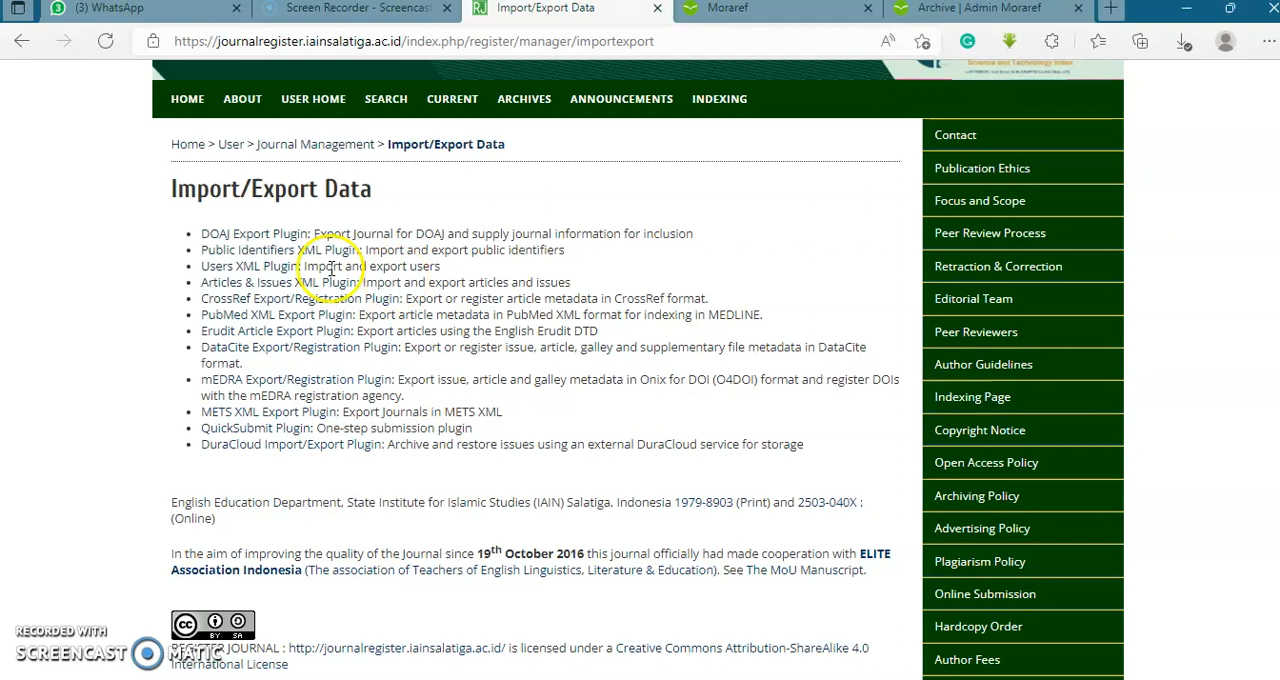 3 (3) WhatsApp
Screen Recorder - Screencast
RJ Import/Export Data
Moraref
Archive | Admin Moraref
https://journalregister.iainsalatiga.ac.id/index.php/register/manager/importexport
Science and Technology Index
HOME ABOUT USER HOME SEARCH CURRENT ARCHIVES ANNOUNCEMENTS INDEXING
Home > User > Journal Management > Import/Export Data
Import/Export Data
DOAJ Export Plugin: Export Journal for DOAJ and supply journal information for inclusion
Public Identifiers XML Plugin: Import and export public identifiers
Users XML Plugin: Import and export users
Articles & Issues XML Plugin: Import and export articles and issues
CrossRef Export/Registration Plugin: Export or register article metadata in CrossRef format.
PubMed XML Export Plugin: Export article metadata in PubMed XML format for indexing in MEDLINE.
Erudit Article Export Plugin: Export articles using the English Erudit DTD
DataCite Export/Registration Plugin: Export or register issue, article, galley and supplementary file metadata in DataCite
format.
mEDRA Export/Registration Plugin: Export issue, article and galley metadata in Onix for DOI (O4DOI) format and register DOIs
with the mEDRA registration agency.
METS XML Export Plugin: Export Journals in METS XML
QuickSubmit Plugin: One-step submission plugin
DuraCloud Import/Export Plugin: Archive and restore issues using an external DuraCloud service for storage
English Education Department, State Institute for Islamic Studies (IAIN) Salatiga, Indonesia 1979-8903 (Print) and 2503-040X :
(Online)
In the aim of improving the quality of the Journal since 19th October 2016 this journal officially had made cooperation with ELITE
Association Indonesia (The association of Teachers of English Linguistics, Literature & Education). See The MoU Manuscript.
CC BY SA
REGISTER JOURNAL : http://journalregister.iainsalatiga.ac.id/ is licensed under a Creative Commons Attribution-ShareAlike 4.0
International License
Contact
Publication Ethics
Focus and Scope
Peer Review Process
Retraction & Correction
Editorial Team
Peer Reviewers
Author Guidelines
Indexing Page
Copyright Notice
Open Access Policy
Archiving Policy
Advertising Policy
Plagiarism Policy
Online Submission
Hardcopy Order
Author Fees
RECORDED WITH
SCREENCAST MATIC